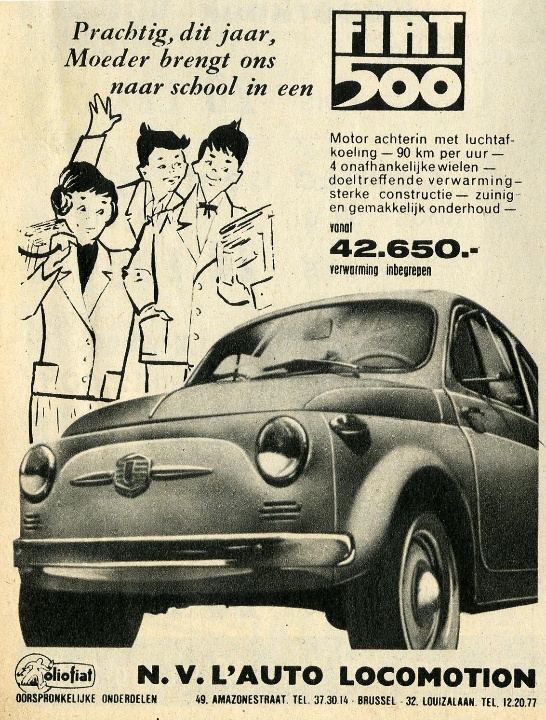 Prachtig, dit jaar,
Moeder brengt ons
naar school in een
FIAT
500
Motor achterin met luchtaf-
koeling — 90 km per uur —
4 onafhankelijke wielen —
doeltreffende verwarming —
sterke constructie — zuinig
en gemakkelijk onderhoud —
vanaf
42.650.-
verwarming inbegrepen
oliofiat
OORSPRONKELIJKE ONDERDELEN
N. V. L'AUTO LOCOMOTION
49. AMAZONESTRAAT. TEL. 37.30.14 - BRUSSEL - 32. LOUIZALAAN. TEL. 12.20.77